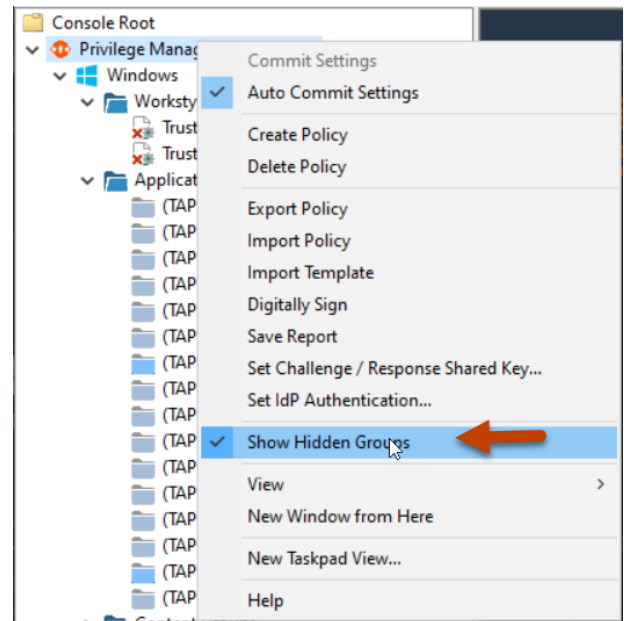 Console Root
Privilege Manag
Commit Settings
Windows
Auto Commit Settings
Worksty
Trust
Create Policy
Trust
Delete Policy
Applicat
(TAP
Export Policy
(TAP
Import Policy
(TAP
Import Template
(TAP
Digitally Sign
(TAP
Save Report
(TAP
Set Challenge / Response Shared Key...
(TAP
Set IdP Authentication...
(TAP
(TAP
Show Hidden Groups
(TAP
(TAP
View
(TAP
New Window from Here
(TAP
(TAP
New Taskpad View...
(TAP
(TAP
Help